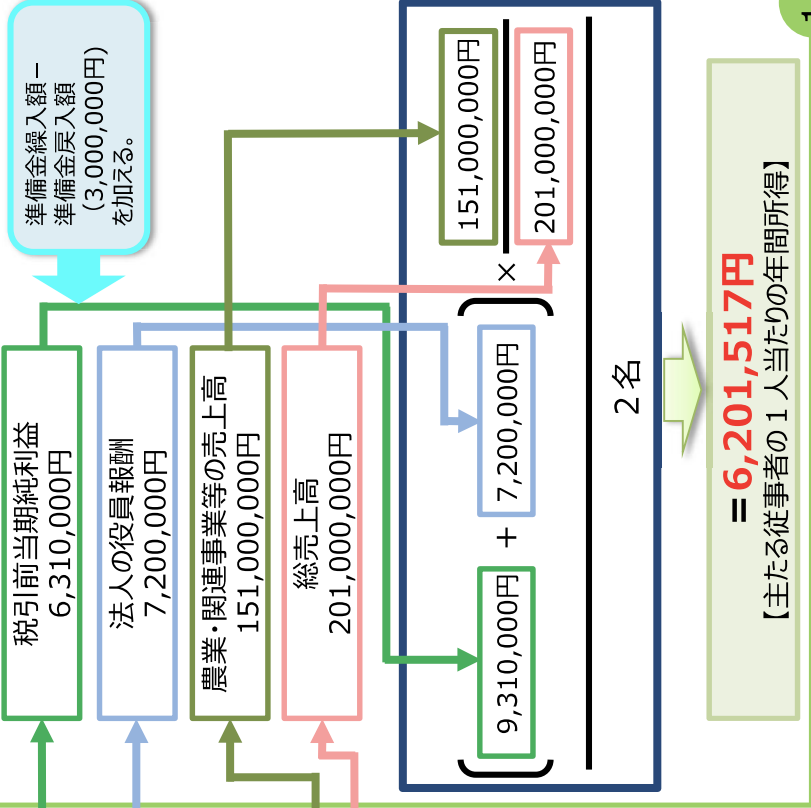 準備金繰入額－
準備金戻入額
（3,000,000円）
を加える。
税引前当期純利益
6,310,000円
法人の役員報酬
7,200,000円
農業・関連事業等の売上高
151,000,000円
総売上高
201,000,000円
( 9,310,000円 + 7,200,000円 ) ×
151,000,000円
201,000,000円
２名
=6,201,517円
【主たる従事者の１人当たりの年間所得】